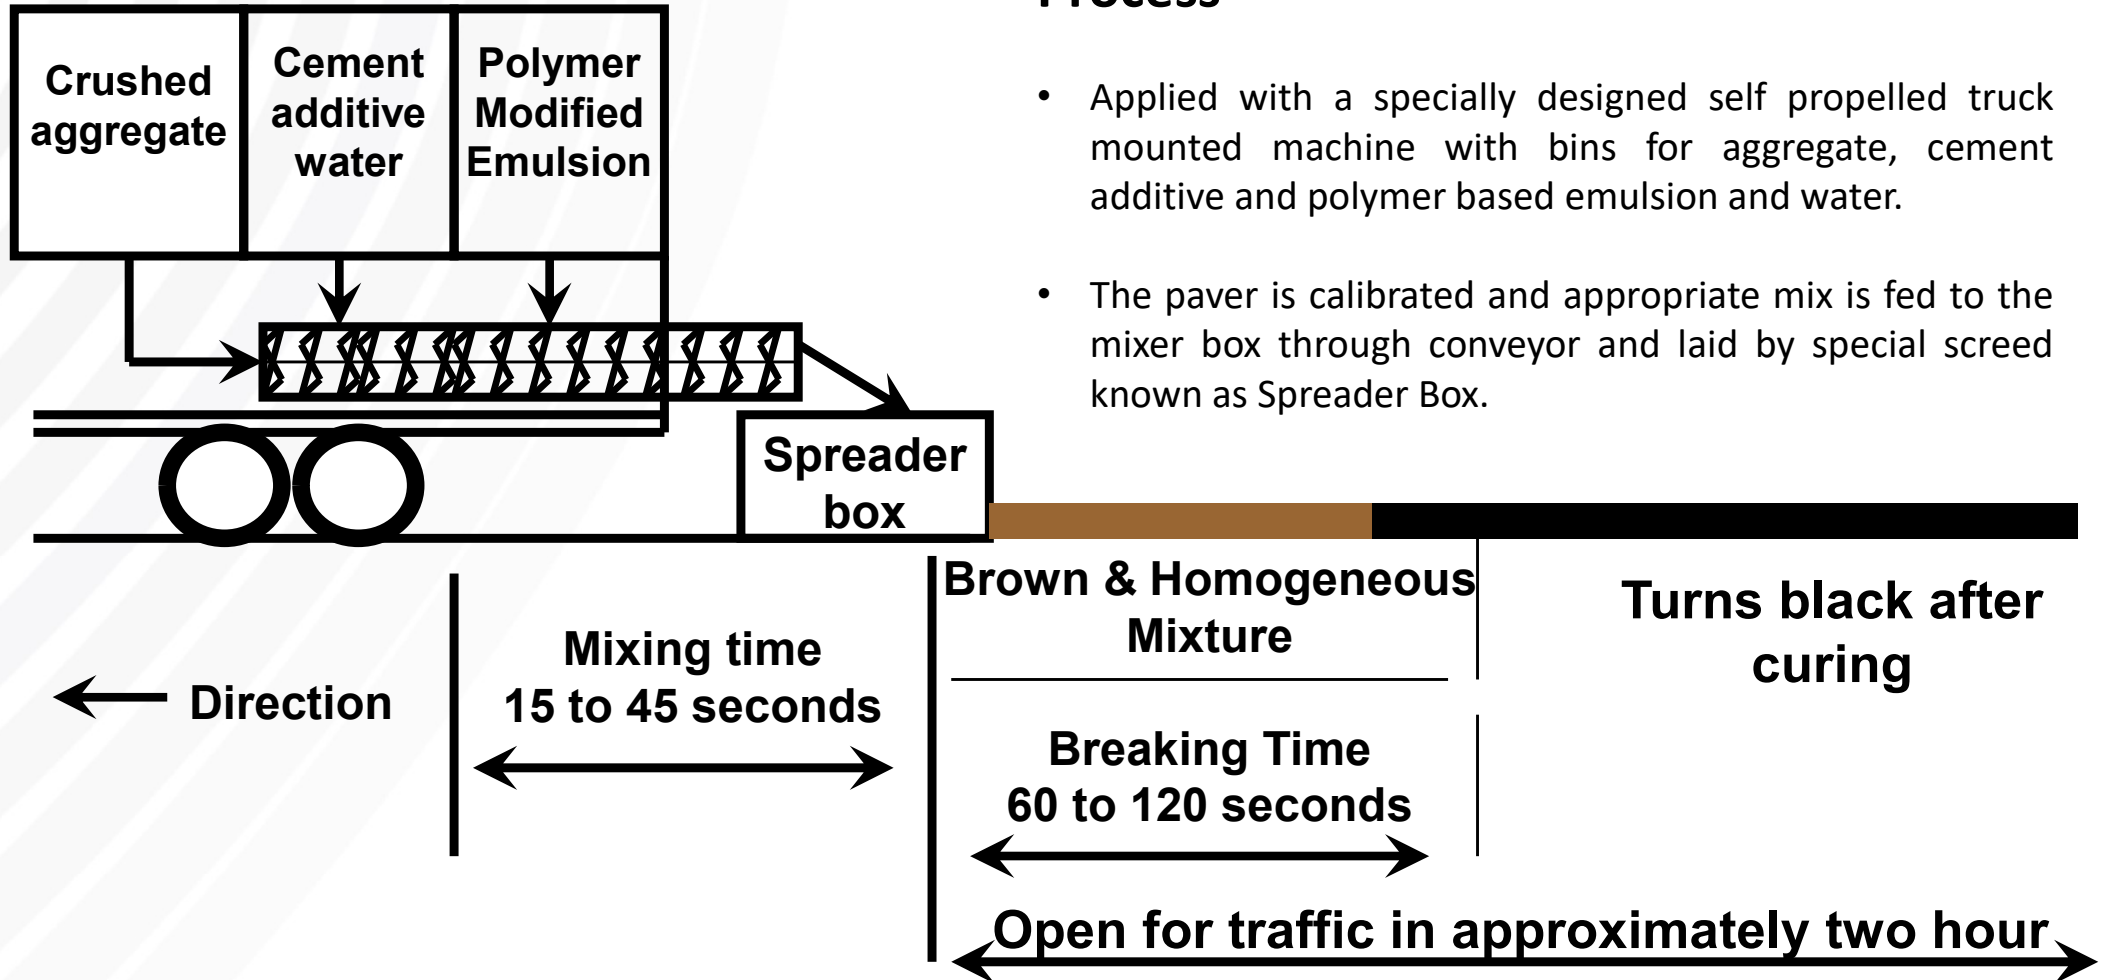 Process
Crushed
aggregate
Cement
additive
water
Polymer
Modified
Emulsion
• Applied with a specially designed self propelled truck
mounted machine with bins for aggregate, cement
additive and polymer based emulsion and water.
• The paver is calibrated and appropriate mix is fed to the
mixer box through conveyor and laid by special screed
known as Spreader Box.
Spreader
box
Brown & Homogeneous
Mixture
Turns black after
curing
Mixing time
15 to 45 seconds
Direction
Breaking Time
60 to 120 seconds
Open for traffic in approximately two hour